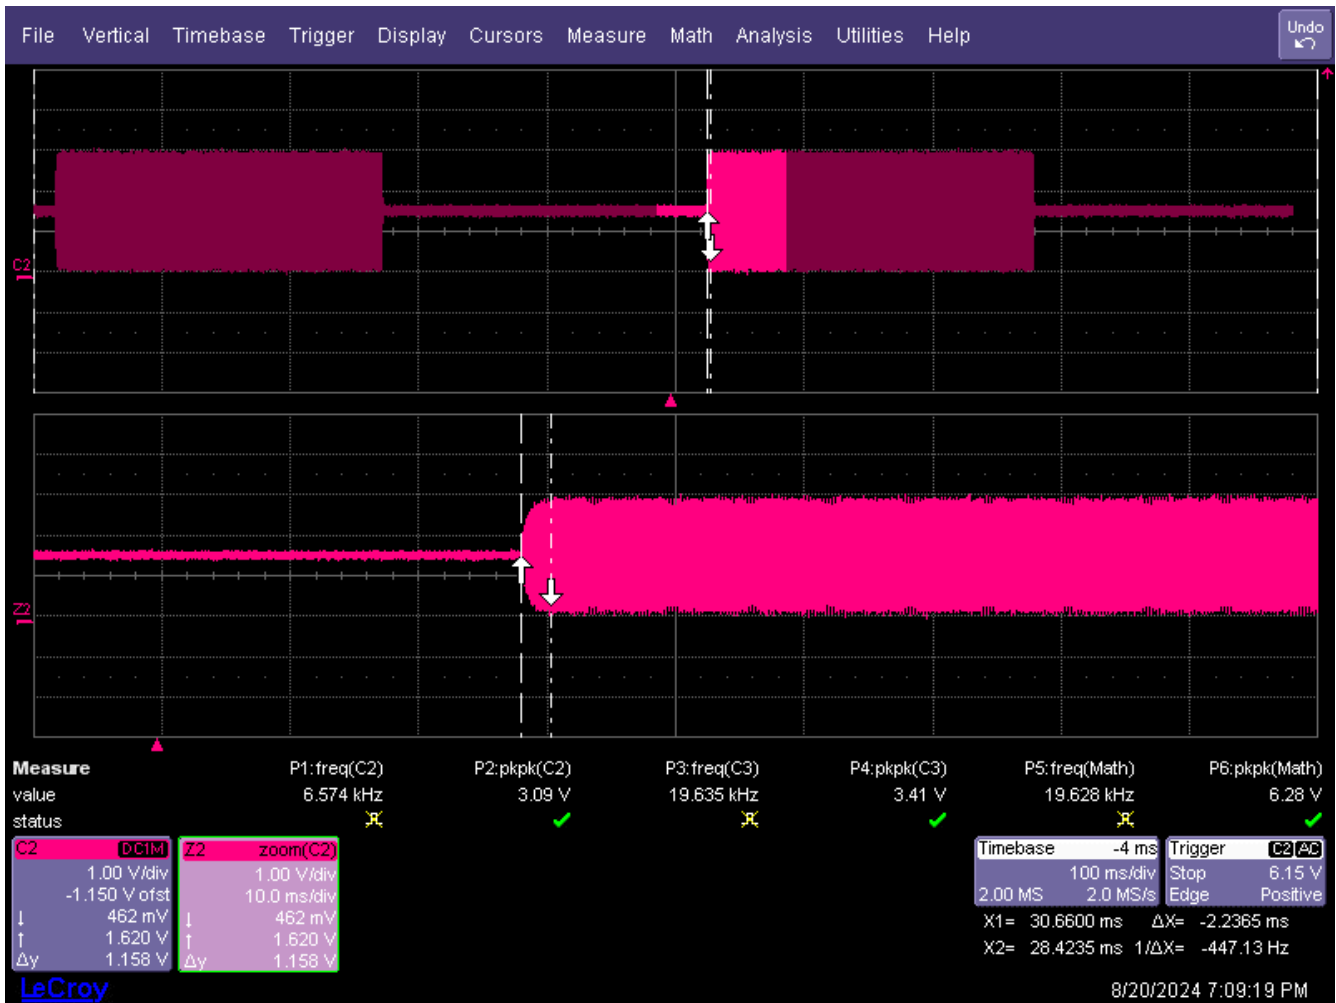 File Vertical Timebase Trigger Display Cursors Measure Math Analysis Utilities Help Undo
C2
Z2
Measure P1:freq(C2) P2:pkpk(C2) P3:freq(C3) P4:pkpk(C3) P5:freq(Math) P6:pkpk(Math)
value 6.574 kHz 3.09 V 19.635 kHz 3.41 V 19.628 kHz 6.28 V
status
C2 DC1M Z2 zoom(C2) Timebase -4 ms Trigger C2 AC
1.00 V/div 1.00 V/div 100 ms/div Stop 6.15 V
-1.150 V ofst 10.0 ms/div 2.00 MS 2.0 MS/s Edge Positive
↓ 462 mV ↓ 462 mV X1= 30.6600 ms ΔX= -2.2365 ms
↑ 1.620 V ↑ 1.620 V X2= 28.4235 ms 1/ΔX= -447.13 Hz
Δy 1.158 V Δy 1.158 V
LeCroy 8/20/2024 7:09:19 PM